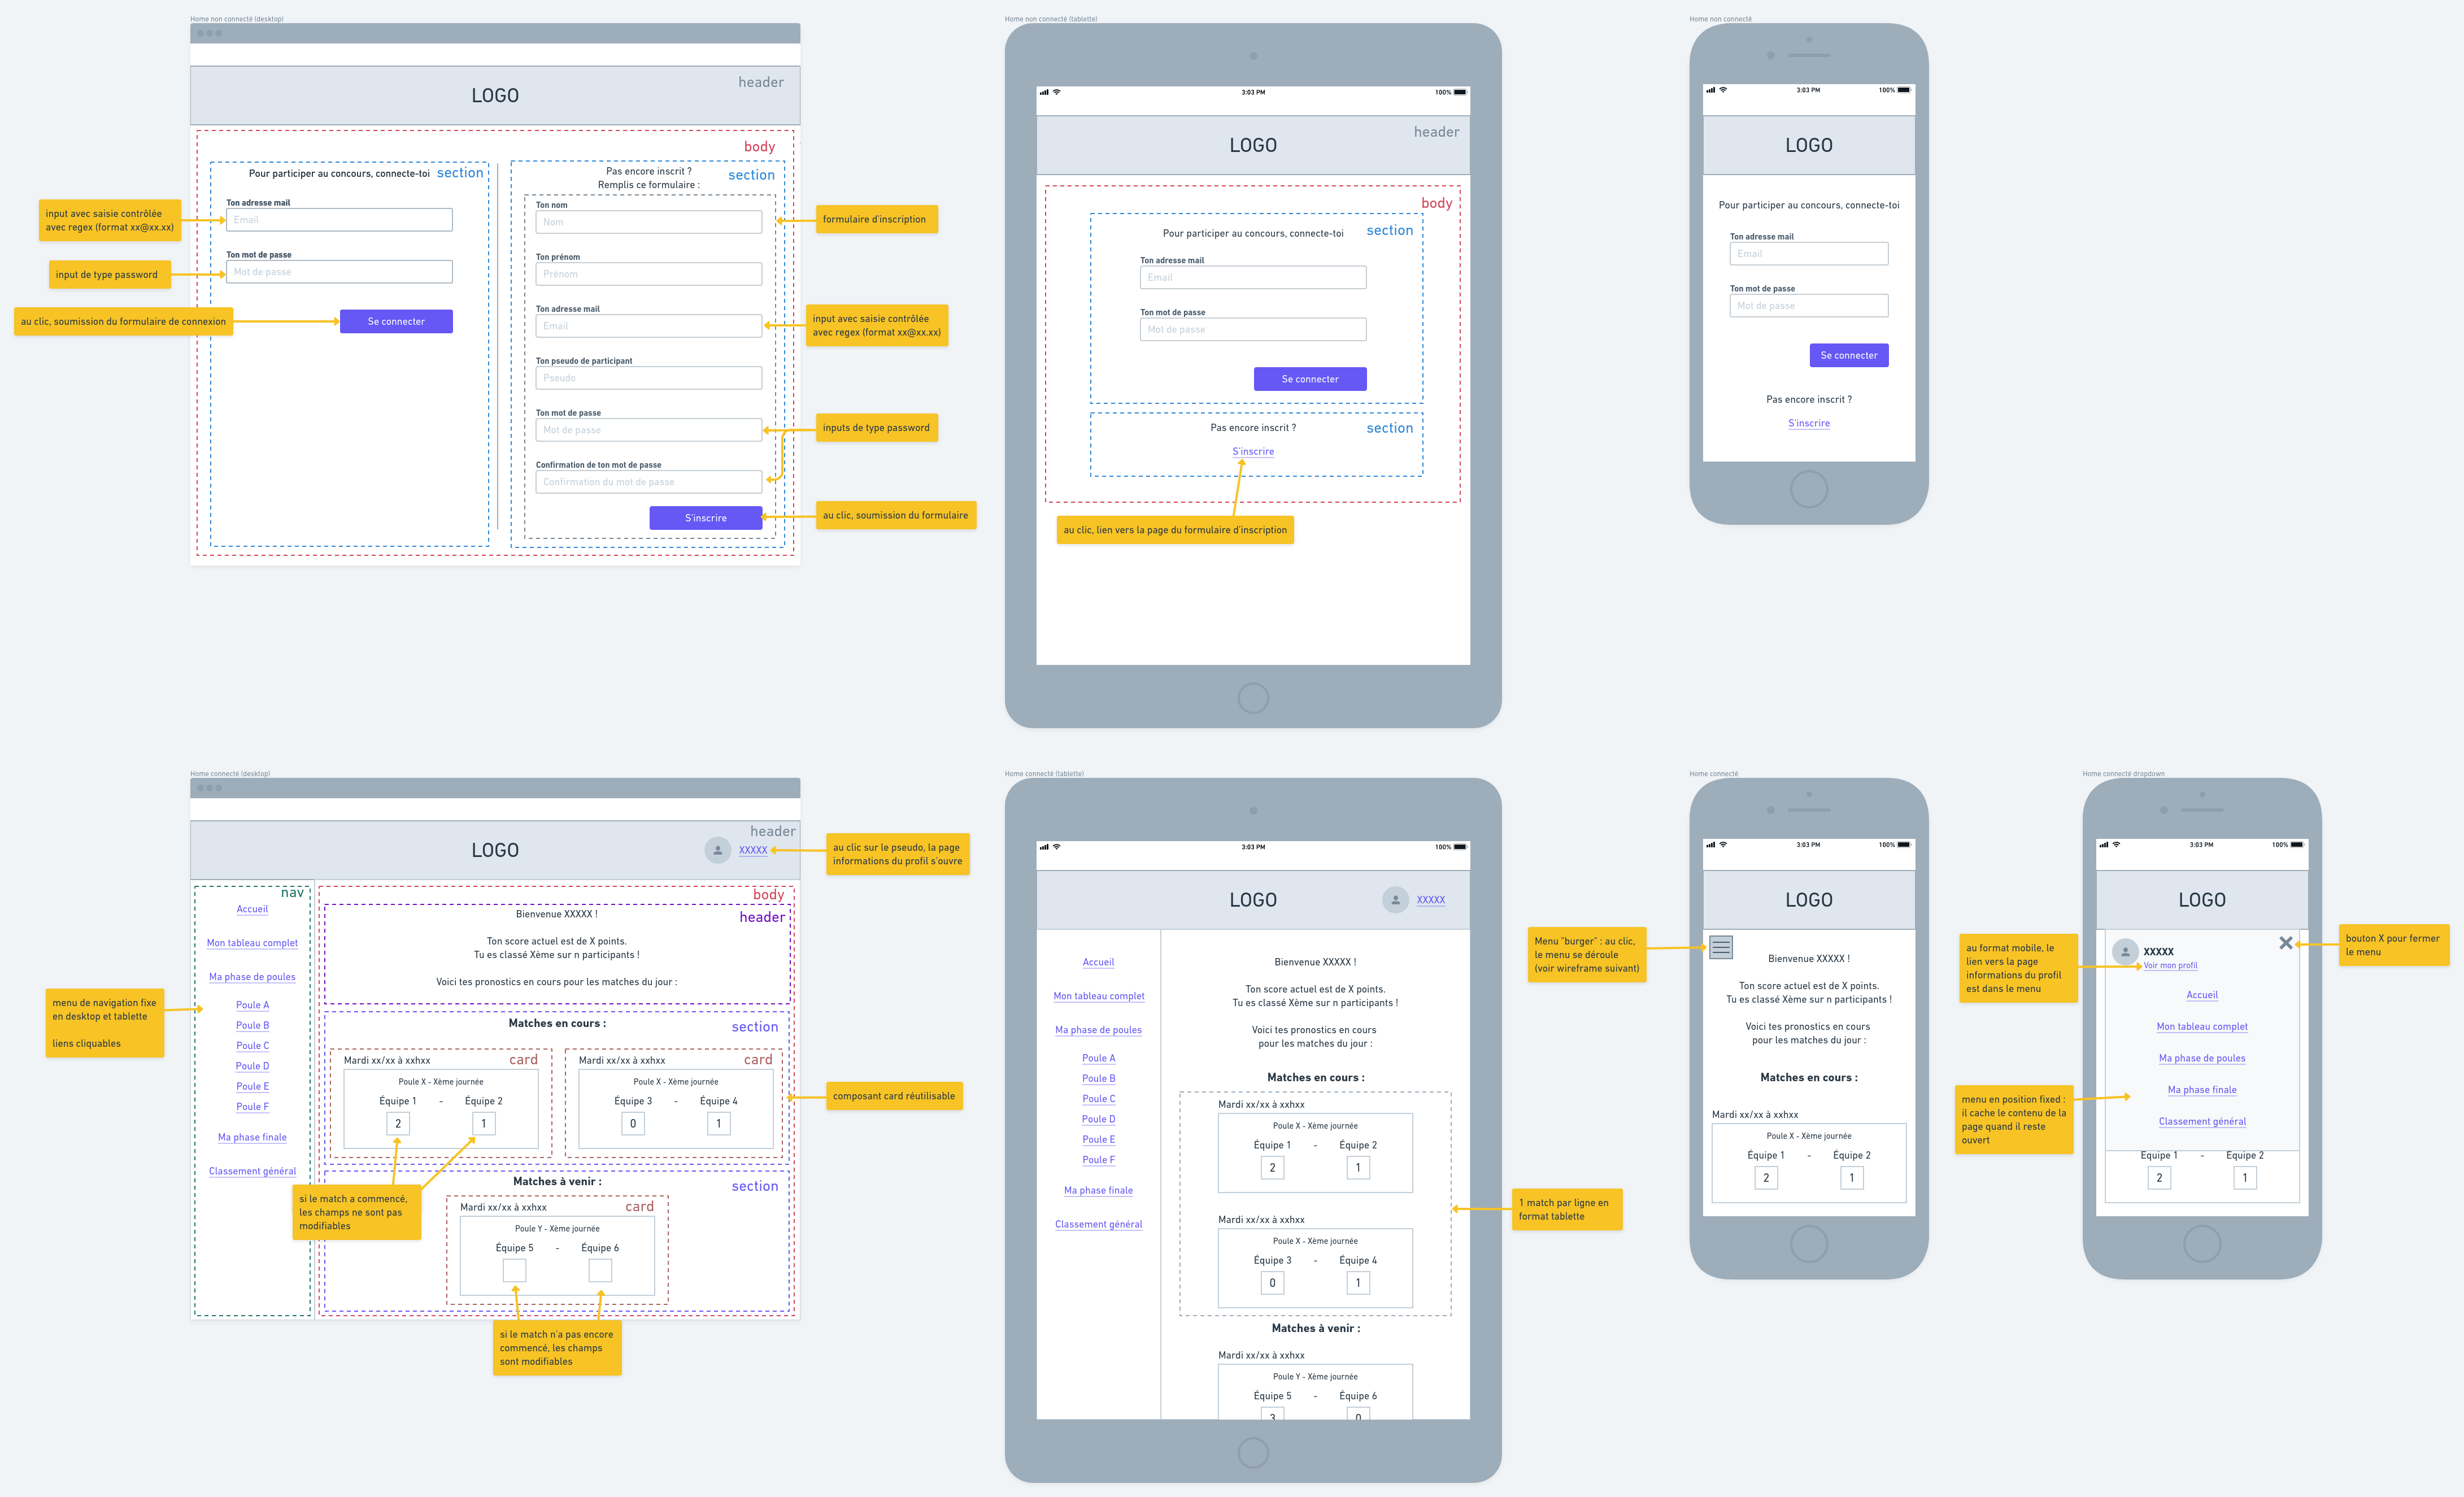 Home non connecté (desktop)
header
LOGO
body
Pour participer au concours, connecte-toi
section
Ton adresse mail
Email
Ton mot de passe
Mot de passe
Se connecter
input avec saisie contrôlée
avec regex (format xx@xx.xx)
input de type password
au clic, soumission du formulaire de connexion
Pas encore inscrit ?
Remplis ce formulaire :
section
Ton nom
Nom
Ton prénom
Prénom
Ton adresse mail
Email
Ton pseudo de participant
Pseudo
Ton mot de passe
Mot de passe
Confirmation de ton mot de passe
Confirmation du mot de passe
S'inscrire
formulaire d'inscription
input avec saisie contrôlée
avec regex (format xx@xx.xx)
inputs de type password
au clic, soumission du formulaire
Home non connecté (tablette)
3:03 PM
100%
header
LOGO
body
Pour participer au concours, connecte-toi
section
Ton adresse mail
Email
Ton mot de passe
Mot de passe
Se connecter
Pas encore inscrit ?
section
S'inscrire
au clic, lien vers la page du formulaire d'inscription
Home non connecté
3:03 PM
100%
LOGO
Pour participer au concours, connecte-toi
Ton adresse mail
Email
Ton mot de passe
Mot de passe
Se connecter
Pas encore inscrit ?
S'inscrire
Home connecté (desktop)
header
LOGO
XXXXX
au clic sur le pseudo, la page
informations du profil s'ouvre
nav
Accueil
Mon tableau complet
Ma phase de poules
Poule A
Poule B
Poule C
Poule D
Poule E
Poule F
Ma phase finale
Classement général
menu de navigation fixe
en desktop et tablette
liens cliquables
body
Bienvenue XXXXX !
header
Ton score actuel est de X points.
Tu es classé Xème sur n participants !
Voici tes pronostics en cours pour les matches du jour :
Matches en cours :
section
Mardi xx/xx à xxhxx
card
Poule X - Xème journée
Équipe 1 - Équipe 2
2 1
Mardi xx/xx à xxhxx
card
Poule X - Xème journée
Équipe 3 - Équipe 4
0 1
composant card réutilisable
si le match a commencé,
les champs ne sont pas
modifiables
Matches à venir :
section
Mardi xx/xx à xxhxx
card
Poule Y - Xème journée
Équipe 5 - Équipe 6
si le match n'a pas encore
commencé, les champs
sont modifiables
Home connecté (tablette)
3:03 PM
100%
LOGO
XXXXX
Accueil
Mon tableau complet
Ma phase de poules
Poule A
Poule B
Poule C
Poule D
Poule E
Poule F
Ma phase finale
Classement général
Bienvenue XXXXX !
Ton score actuel est de X points.
Tu es classé Xème sur n participants !
Voici tes pronostics en cours
pour les matches du jour :
Matches en cours :
Mardi xx/xx à xxhxx
Poule X - Xème journée
Équipe 1 - Équipe 2
2 1
Mardi xx/xx à xxhxx
Poule X - Xème journée
Équipe 3 - Équipe 4
0 1
1 match par ligne en
format tablette
Matches à venir :
Mardi xx/xx à xxhxx
Poule Y - Xème journée
Équipe 5 - Équipe 6
3 0
Home connecté
3:03 PM
100%
LOGO
Menu "burger" : au clic,
le menu se déroule
(voir wireframe suivant)
Bienvenue XXXXX !
Ton score actuel est de X points.
Tu es classé Xème sur n participants !
Voici tes pronostics en cours
pour les matches du jour :
Matches en cours :
Mardi xx/xx à xxhxx
Poule X - Xème journée
Équipe 1 - Équipe 2
2 1
Home connecté dropdown
3:03 PM
100%
LOGO
XXXXX
Voir mon profil
Accueil
Mon tableau complet
Ma phase de poules
Ma phase finale
Classement général
Equipe 1 - Equipe 2
2 1
au format mobile, le
lien vers la page
informations du profil
est dans le menu
bouton X pour fermer
le menu
menu en position fixed :
il cache le contenu de la
page quand il reste
ouvert